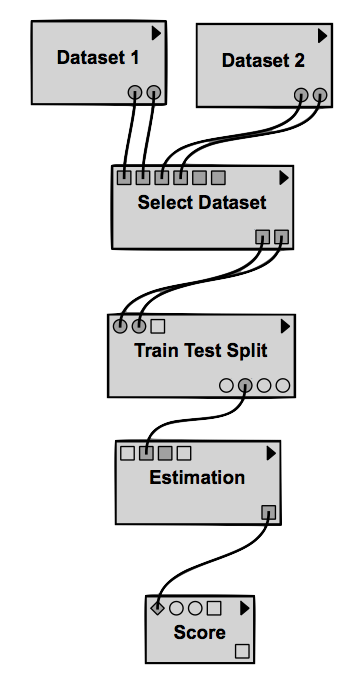 Dataset 1
Dataset 2
Select Dataset
Train Test Split
Estimation
Score